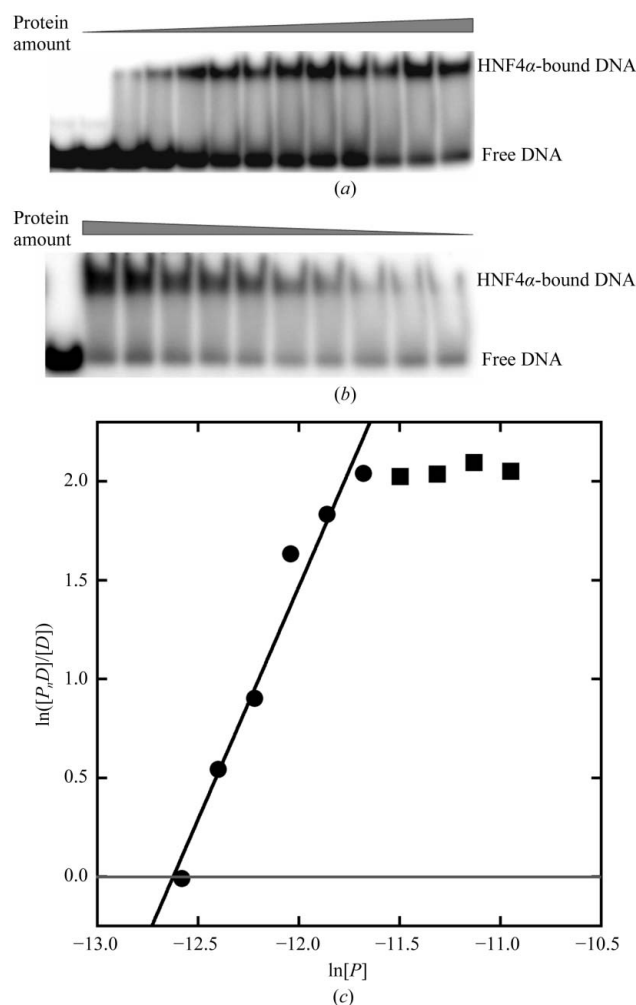 Protein
amount
HNF4α-bound DNA
Free DNA
(a)
Protein
amount
HNF4α-bound DNA
Free DNA
(b)
2.0
1.5
1.0
0.5
0.0
ln([PₙD]/[D])
−13.0 −12.5 −12.0 −11.5 −11.0 −10.5
ln[P]
(c)